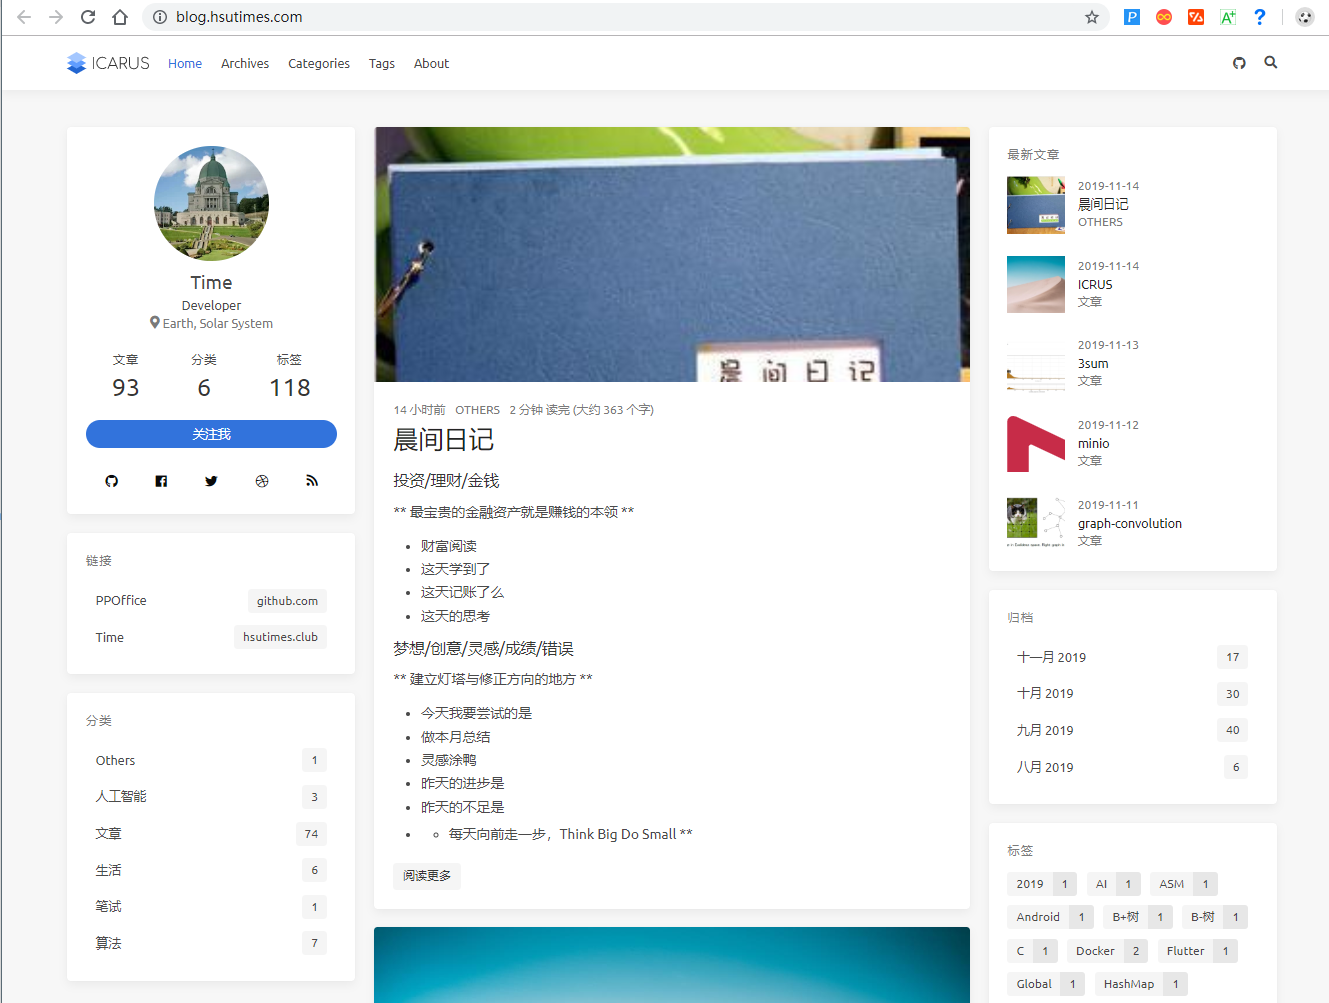 blog.hsutimes.com
ICARUS Home Archives Categories Tags About
Time
Developer
Earth, Solar System
文章 分类 标签
93 6 118
关注我
链接
PPOffice github.com
Time hsutimes.club
分类
Others 1
人工智能 3
文章 74
生活 6
笔试 1
算法 7
晨间日记
14 小时前 OTHERS 2 分钟 读完 (大约 363 个字)
晨间日记
投资/理财/金钱
** 最宝贵的金融资产就是赚钱的本领 **
财富阅读
这天学到了
这天记账了么
这天的思考
梦想/创意/灵感/成绩/错误
** 建立灯塔与修正方向的地方 **
今天我要尝试的是
做本月总结
灵感涂鸭
昨天的进步是
昨天的不足是
每天向前走一步，Think Big Do Small **
阅读更多
最新文章
2019-11-14
晨间日记
OTHERS
2019-11-14
ICRUS
文章
2019-11-13
3sum
文章
2019-11-12
minio
文章
2019-11-11
graph-convolution
文章
归档
十一月 2019 17
十月 2019 30
九月 2019 40
八月 2019 6
标签
2019 1 AI 1 ASM 1
Android 1 B+树 1 B-树 1
C 1 Docker 2 Flutter 1
Global 1 HashMap 1